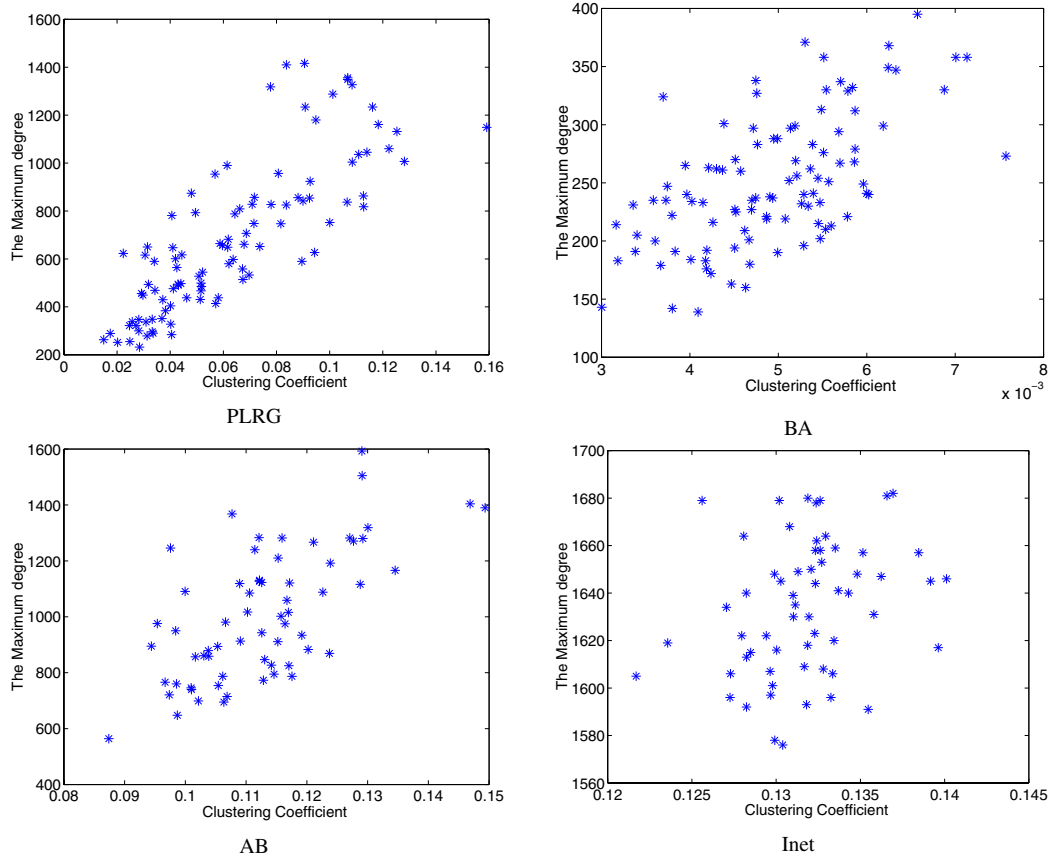 1600
1400
1200
1000
800
600
400
200
The Maximum degree
0 0.02 0.04 0.06 0.08 0.1 0.12 0.14 0.16
Clustering Coefficient
PLRG
400
350
300
250
200
150
100
The Maximum degree
3 4 5 6 7 8
Clustering Coefficient
x 10⁻³
BA
1600
1400
1200
1000
800
600
400
The Maximum degree
0.08 0.09 0.1 0.11 0.12 0.13 0.14 0.15
Clustering Coefficient
AB
1700
1680
1660
1640
1620
1600
1580
1560
The Maximum degree
0.12 0.125 0.13 0.135 0.14 0.145
Clustering Coefficient
Inet